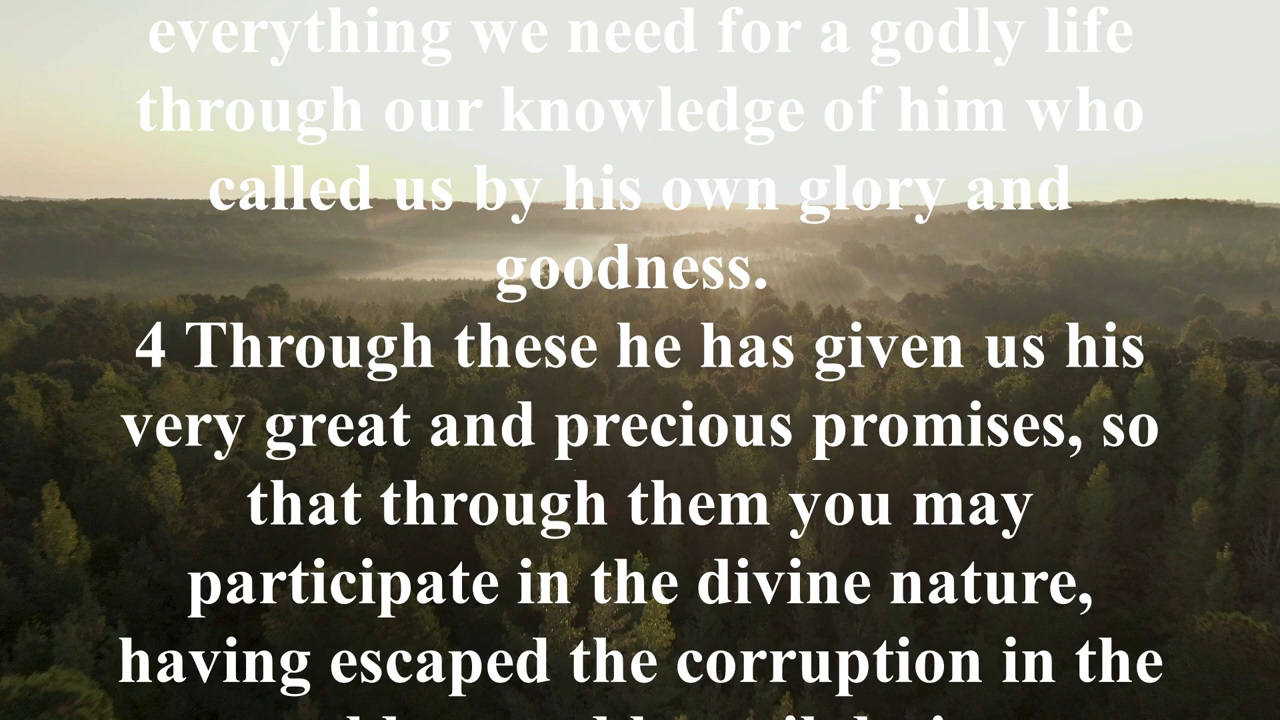 everything we need for a godly life
through our knowledge of him who
called us by his own glory and
goodness.
4 Through these he has given us his
very great and precious promises, so
that through them you may
participate in the divine nature,
having escaped the corruption in the